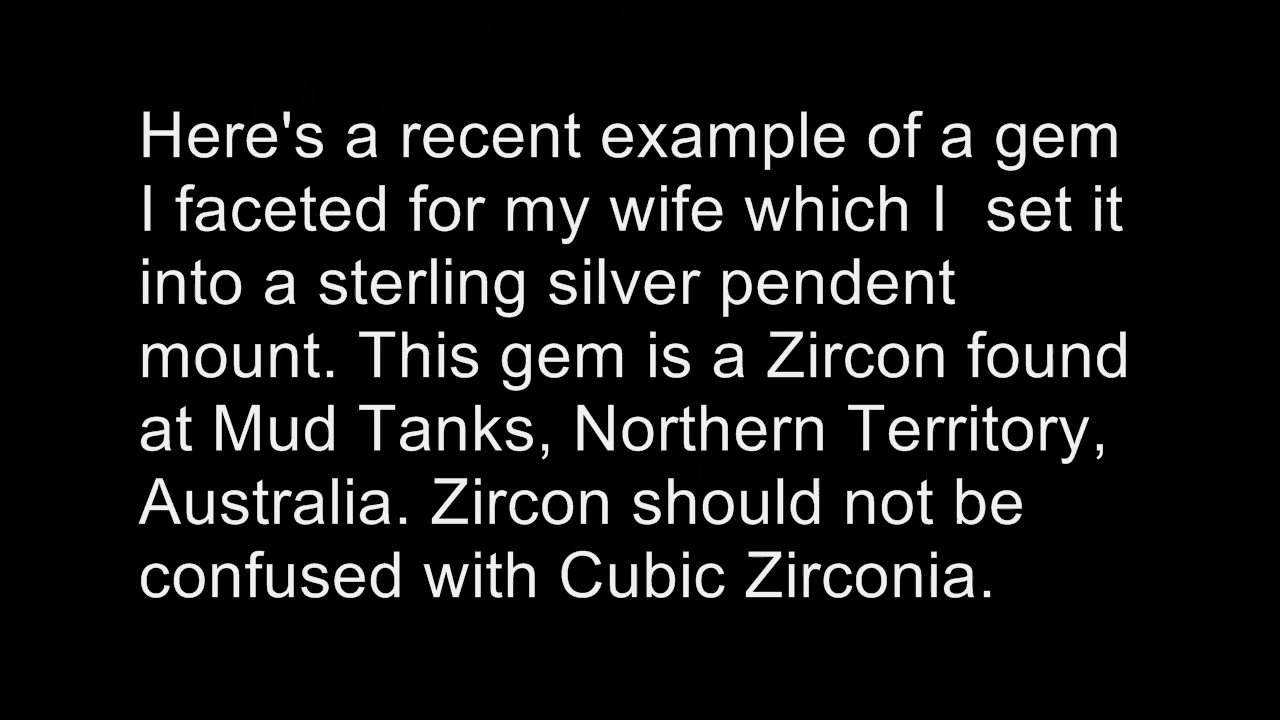 Here's a recent example of a gem
I faceted for my wife which I  set it
into a sterling silver pendent
mount. This gem is a Zircon found
at Mud Tanks, Northern Territory,
Australia. Zircon should not be
confused with Cubic Zirconia.